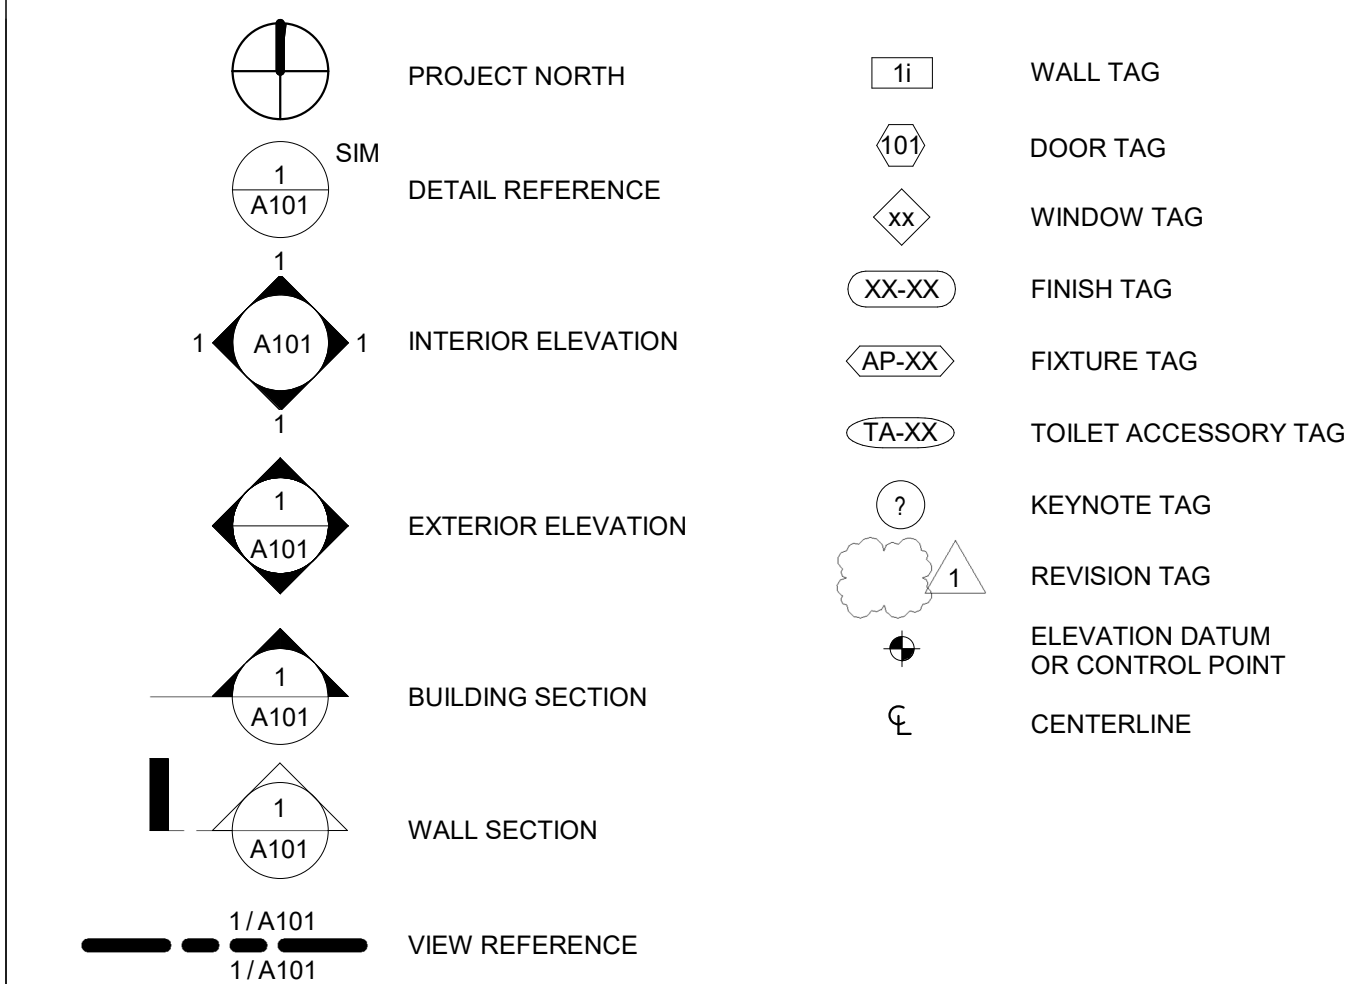 PROJECT NORTH
SIM
1
A101
DETAIL REFERENCE
1
1 A101 1
INTERIOR ELEVATION
1
1
A101
EXTERIOR ELEVATION
1
A101
BUILDING SECTION
1
A101
WALL SECTION
1/A101
VIEW REFERENCE
1/A101
1i WALL TAG
101 DOOR TAG
xx WINDOW TAG
XX-XX FINISH TAG
AP-XX FIXTURE TAG
TA-XX TOILET ACCESSORY TAG
? KEYNOTE TAG
1 REVISION TAG
ELEVATION DATUM
OR CONTROL POINT
℄ CENTERLINE